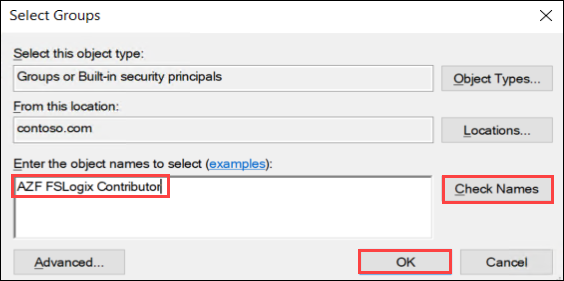 Select Groups
Select this object type:
Groups or Built-in security principals
Object Types...
From this location:
contoso.com
Locations...
Enter the object names to select (examples):
AZF FSLogix Contributor
Check Names
Advanced...
OK
Cancel